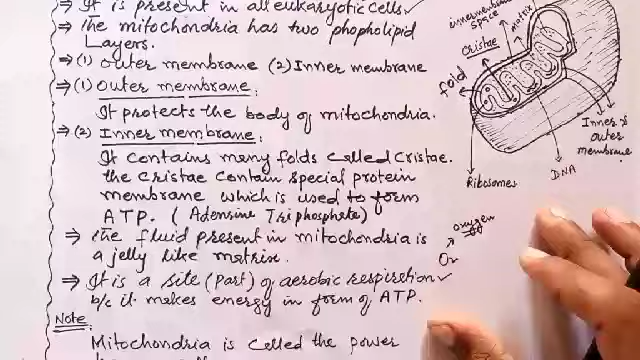 ⇒ It is present in all eukaryotic cells ✓
⇒ The mitochondria has two phopholipid
Layers.
⇒ (1) Outer membrane (2) Inner membrane
⇒ (1) Outer membrane:
It protects the body of mitochondria.
⇒ (2) Inner membrane:
It contains many folds called Cristae.
The Cristae contain special protein
membrane which is used to form
ATP. (Adensine Triphosphate)
⇒ The fluid present in mitochondria is
a jelly like matrix.
⇒ It is a site (part) of aerobic respiretion ✓
b/c it makes energy in form of ATP.
Note:
Mitochondria is called the power
intermembrane
space
matrix
Cristae
fold
Inner &
outer
membrane
Ribosomes
DNA
oxygen